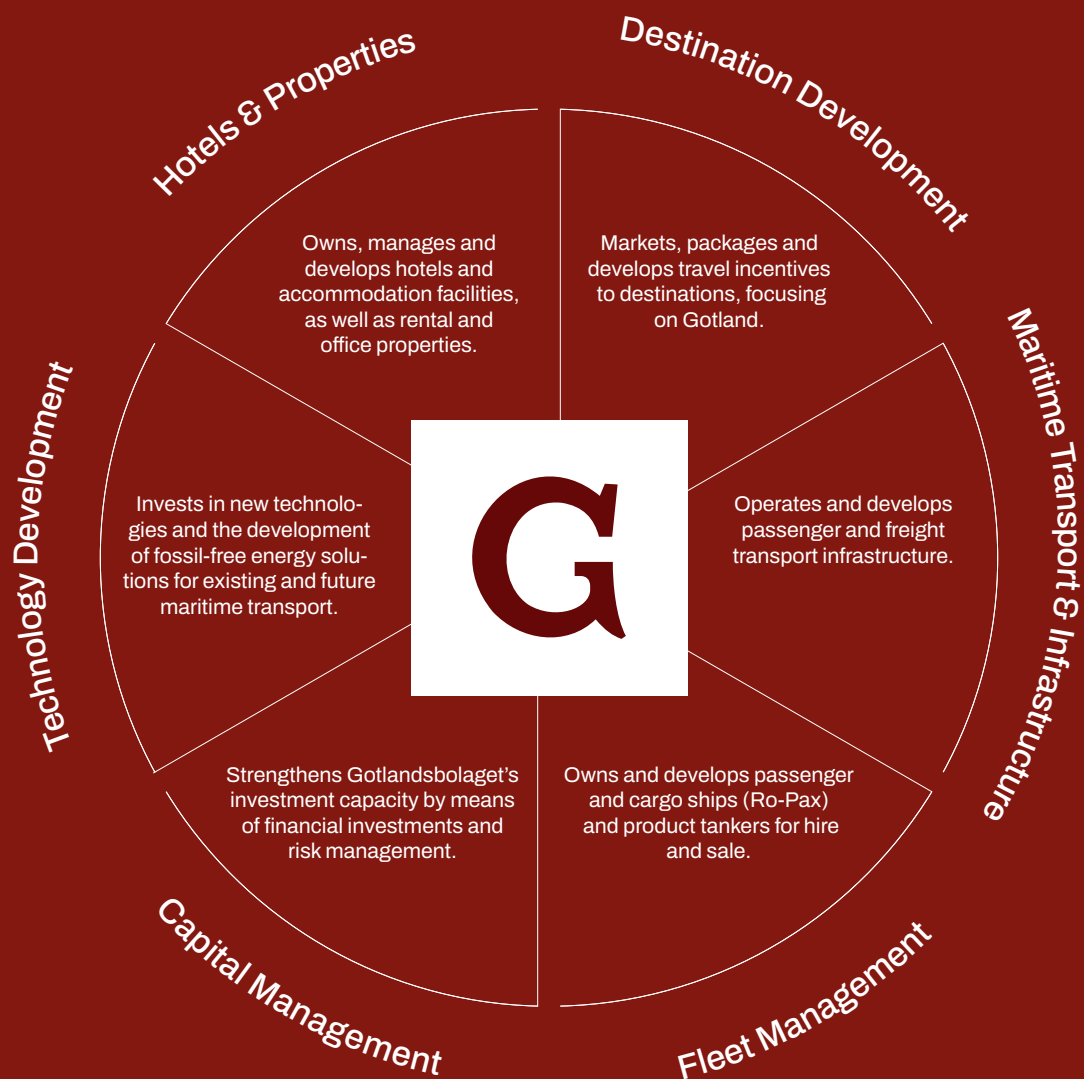 Hotels & Properties
Owns, manages and
develops hotels and
accommodation facilities,
as well as rental and
office properties.
Destination Development
Markets, packages and
develops travel incentives
to destinations, focusing
on Gotland.
Maritime Transport & Infrastructure
Operates and develops
passenger and freight
transport infrastructure.
Fleet Management
Owns and develops passenger
and cargo ships (Ro-Pax)
and product tankers for hire
and sale.
Capital Management
Strengthens Gotlandsbolaget’s
investment capacity by means
of financial investments and
risk management.
Technology Development
Invests in new technolo-
gies and the development
of fossil-free energy solu-
tions for existing and future
maritime transport.
G